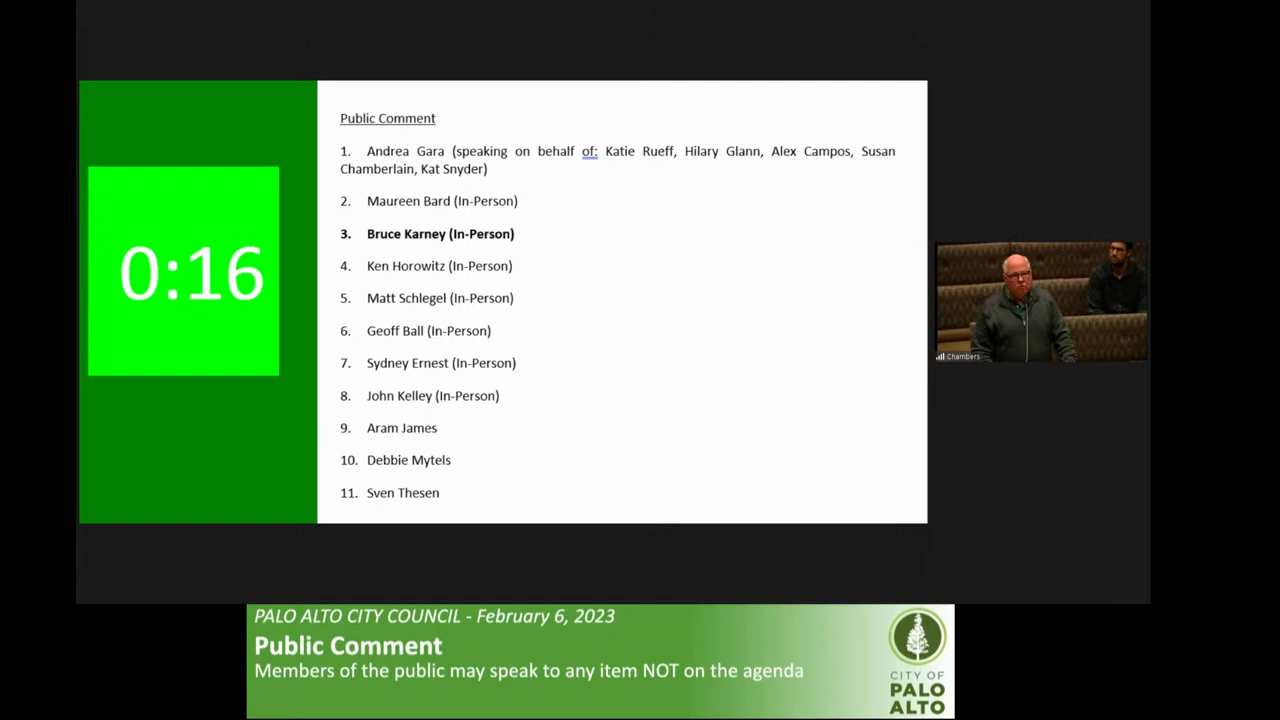 Public Comment
1. Andrea Gara (speaking on behalf of: Katie Rueff, Hilary Glann, Alex Campos, Susan
Chamberlain, Kat Snyder)
2. Maureen Bard (In-Person)
3. Bruce Karney (In-Person)
4. Ken Horowitz (In-Person)
5. Matt Schlegel (In-Person)
6. Geoff Ball (In-Person)
7. Sydney Ernest (In-Person)
8. John Kelley (In-Person)
9. Aram James
10. Debbie Mytels
11. Sven Thesen
0:16
Chambers
PALO ALTO CITY COUNCIL - February 6, 2023
Public Comment
Members of the public may speak to any item NOT on the agenda
CITY OF
PALO
ALTO